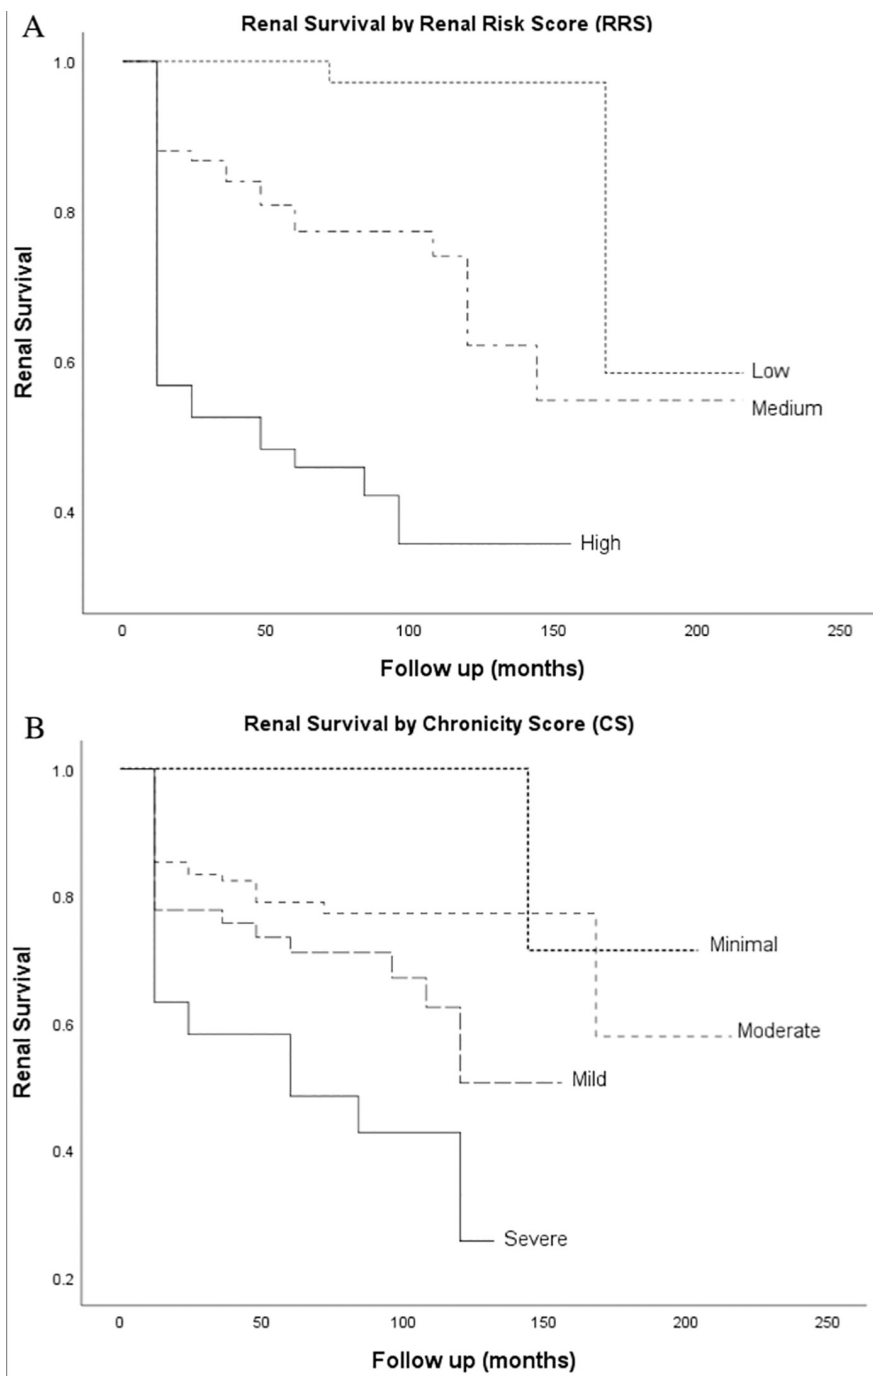 A
Renal Survival by Renal Risk Score (RRS)
1.0
0.8
0.6
0.4
Renal Survival
Low
Medium
High
0 50 100 150 200 250
Follow up (months)
B
Renal Survival by Chronicity Score (CS)
1.0
0.8
0.6
0.4
0.2
Renal Survival
Minimal
Moderate
Mild
Severe
0 50 100 150 200 250
Follow up (months)